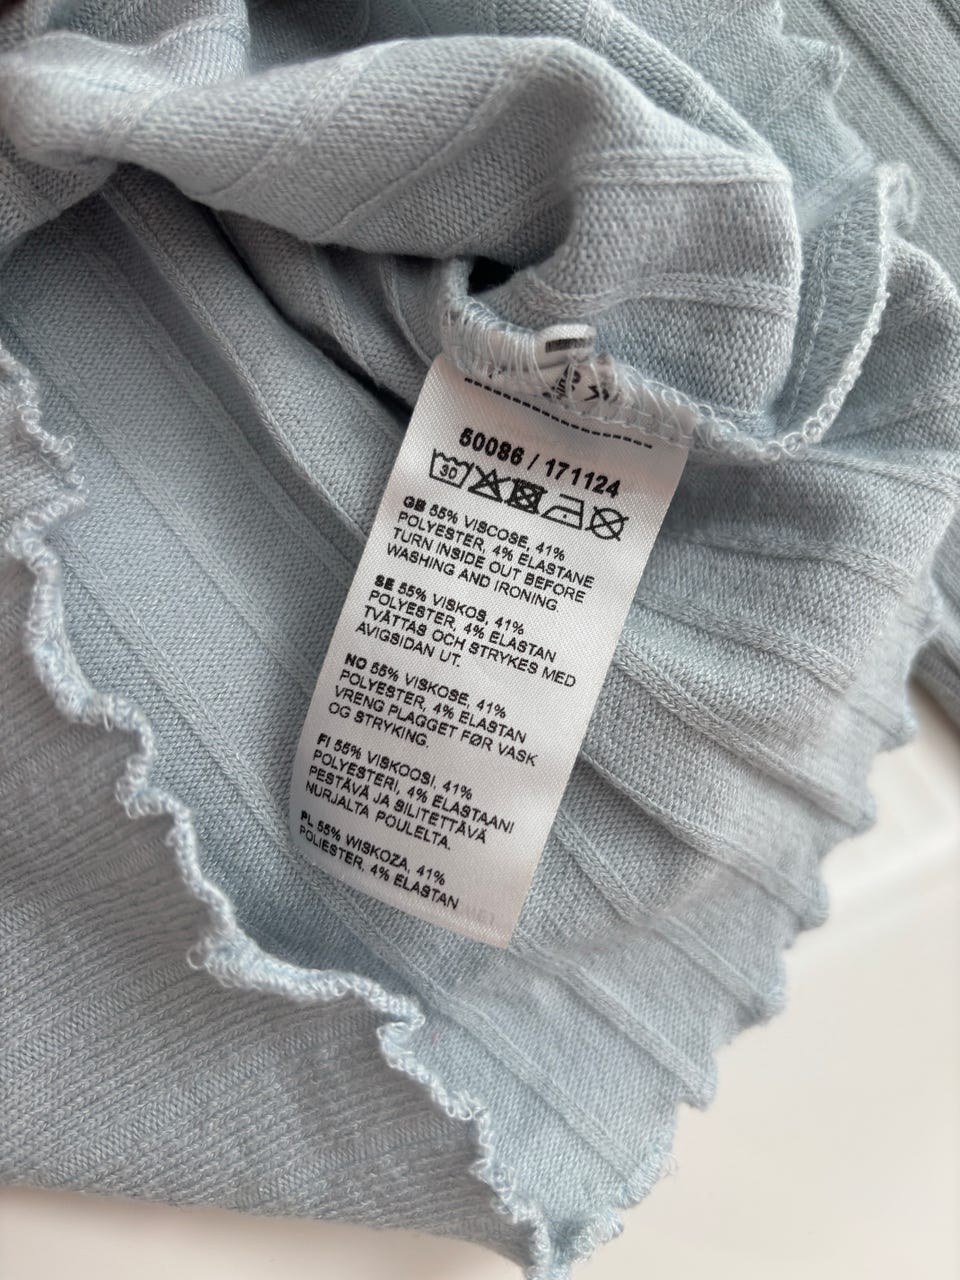 50086 / 171124
30
GB 55% VISCOSE, 41%
POLYESTER, 4% ELASTANE
TURN INSIDE OUT BEFORE
WASHING AND IRONING
SE 55% VISKOS, 41%
POLYESTER, 4% ELASTAN
TVÄTTAS OCH STRYKES MED
AVIGSIDAN UT.
NO 55% VISKOSE, 41%
POLYESTER, 4% ELASTAN
VRENG PLAGGET FØR VASK
OG STRYKING.
FI 55% VISKOOSI, 41%
POLYESTERI, 4% ELASTAANI
PESTÄVÄ JA SILITETTÄVÄ
NURJALTA PUOLELTA.
PL 55% WISKOZA, 41%
POLIESTER, 4% ELASTAN